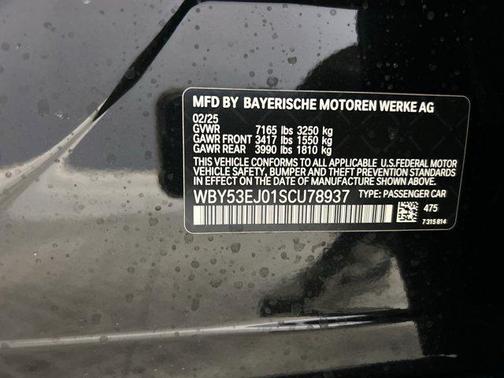 MFD BY BAYERISCHE MOTOREN WERKE AG
02/25
GVWR 7165 lbs 3250 kg
GAWR FRONT 3417 lbs 1550 kg
GAWR REAR 3990 lbs 1810 kg
THIS VEHICLE CONFORMS TO ALL APPLICABLE U.S.FEDERAL MOTOR
VEHICLE SAFETY, BUMPER AND THEFT PREVENTION STANDARDS
IN EFFECT ON THE DATE OF MANUFACTURE SHOWN ABOVE.
WBY53EJ01SCU78937 TYPE: PASSENGER CAR
475
7 315 814